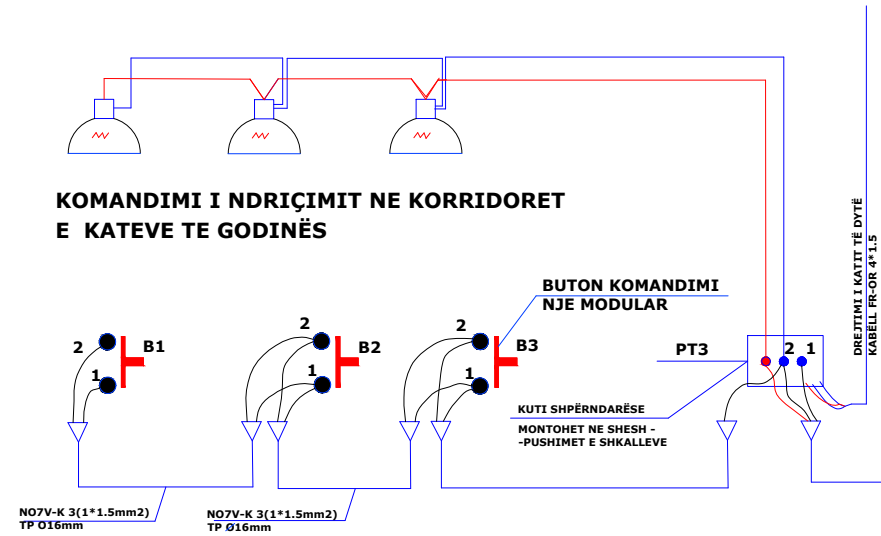 KOMANDIMI I NDRIÇIMIT NE KORRIDORET
E KATEVE TE GODINËS
DREJTIMI I KATIT TË DYTË
KABËLL FR-OR 4*1.5
BUTON KOMANDIMI
NJE MODULAR
2
B1
1
2
B2
1
2
B3
1
PT3
2
1
KUTI SHPËRNDARËSE
MONTOHET NE SHESH -
-PUSHIMET E SHKALLEVE
NO7V-K 3(1*1.5mm2)
TP O16mm
NO7V-K 3(1*1.5mm2)
TP Ø16mm